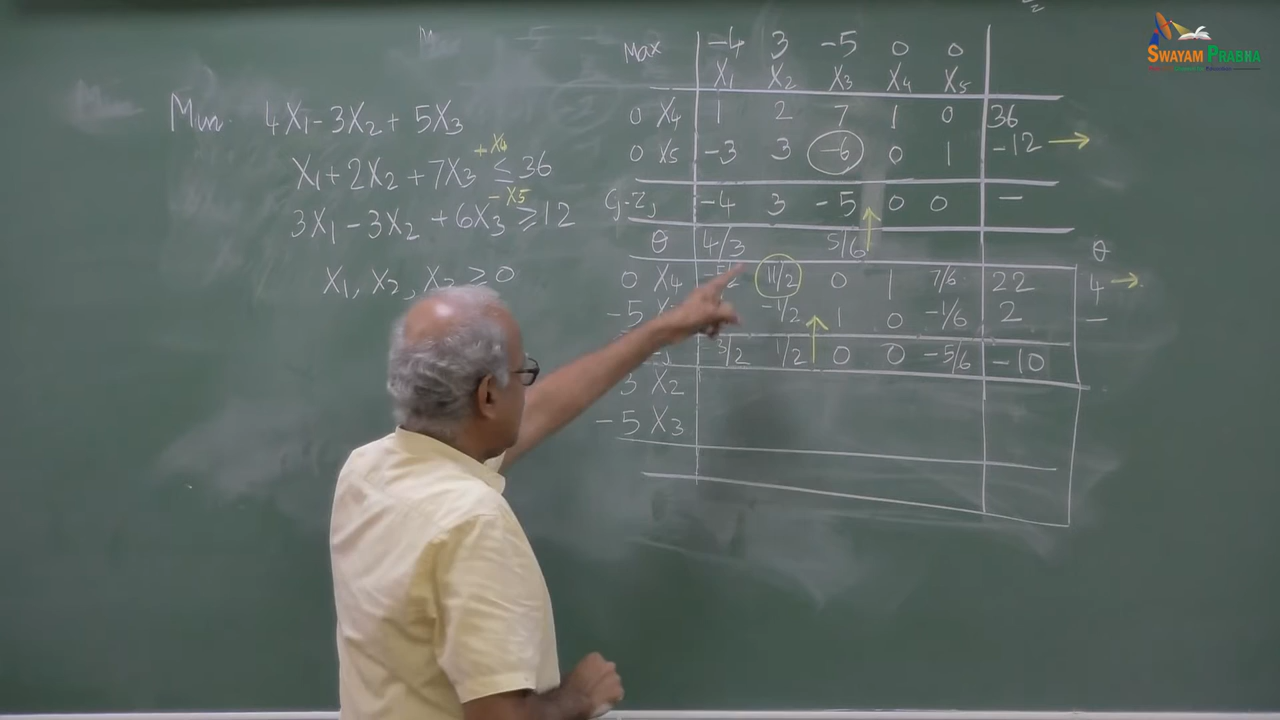 SWAYAM PRABHA
Min 4X1 - 3X2 + 5X3
X1 + 2X2 + 7X3 + X4 ≤ 36
3X1 - 3X2 + 6X3 - X5 ≥ 12
X1, X2, X3 ≥ 0
Max -4 3 -5 0 0
X1 X2 X3 X4 X5
0 X4 1 2 7 1 0 36
0 X5 -3 3 -6 0 1 -12 →
Cj-Zj -4 3 -5 0 0 -
θ 4/3 5/6 ↑ θ
0 X4 11/2 0 1 7/6 22 4 →
-5 -1/2 1 0 -1/6 2 -
-3/2 1/2 ↑ 0 0 -5/6 -10
3 X2
-5 X3